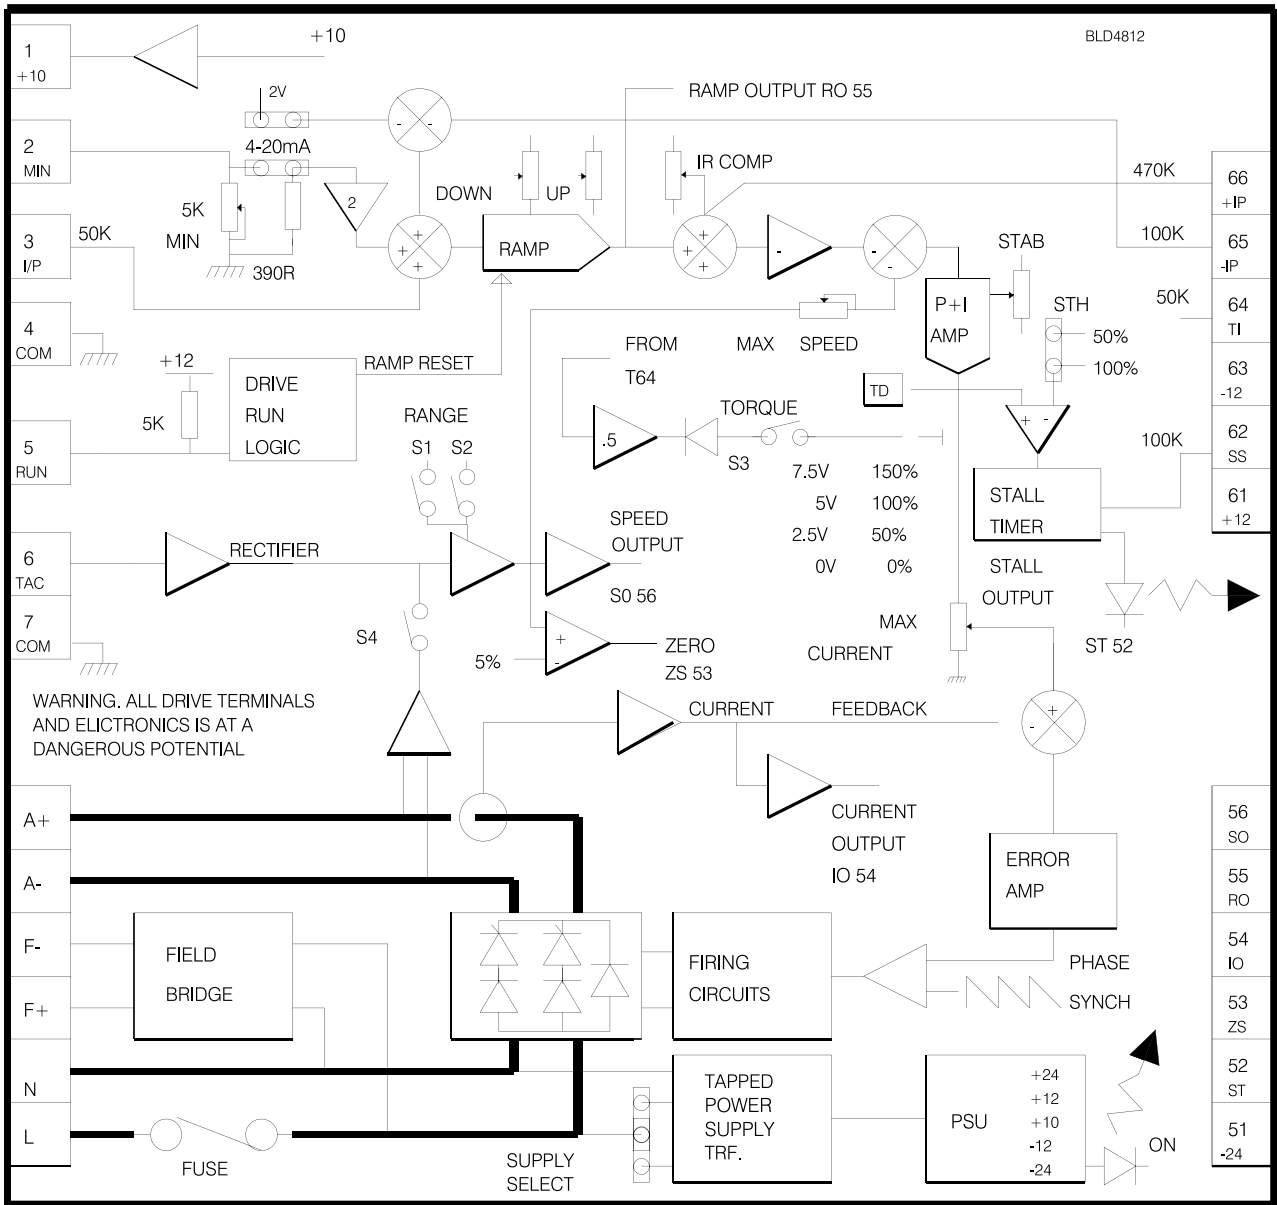 BLD4812
1
+10
+10
2V
RAMP OUTPUT RO 55
2
MIN
4-20mA
- -
5K
MIN
2
DOWN
UP
IR COMP
470K
66
+IP
3
I/P
50K
390R
+ + +
RAMP
+ + +
-
- -
STAB
100K
65
-IP
4
COM
P+I
AMP
STH
50%
100%
50K
64
TI
+12
5K
RAMP RESET
DRIVE
RUN
LOGIC
FROM
T64
MAX SPEED
63
-12
TD
+ -
RANGE
S1 S2
.5
TORQUE
S3
5
RUN
100K
62
SS
7.5V 150%
5V 100%
2.5V 50%
0V 0%
STALL
TIMER
61
+12
6
TAC
RECTIFIER
SPEED
OUTPUT
S0 56
STALL
OUTPUT
ST 52
7
COM
S4
5%
+
-
ZERO
ZS 53
MAX
CURRENT
WARNING. ALL DRIVE TERMINALS
AND ELICTRONICS IS AT A
DANGEROUS POTENTIAL
CURRENT FEEDBACK
+
-
A+
CURRENT
OUTPUT
IO 54
56
SO
A-
ERROR
AMP
55
RO
F-
FIELD
BRIDGE
FIRING
CIRCUITS
PHASE
SYNCH
54
IO
F+
53
ZS
N
TAPPED
POWER
SUPPLY
TRF.
PSU
+24
+12
+10
-12
-24
ON
52
ST
L
FUSE
SUPPLY
SELECT
51
-24